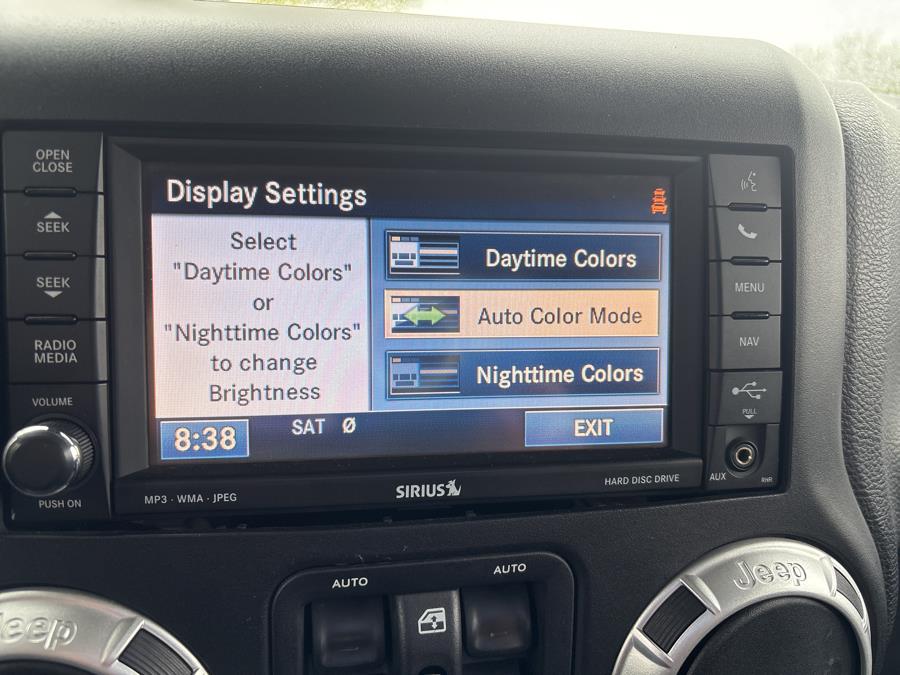 OPEN
CLOSE
SEEK
SEEK
RADIO
MEDIA
VOLUME
PUSH ON
Display Settings
Select
"Daytime Colors"
or
"Nighttime Colors"
to change
Brightness
Daytime Colors
Auto Color Mode
Nighttime Colors
8:38
SAT Ø
EXIT
MENU
NAV
PULL
AUX
RHR
MP3 · WMA · JPEG
SIRIUS
HARD DISC DRIVE
AUTO
AUTO
Jeep
Jeep